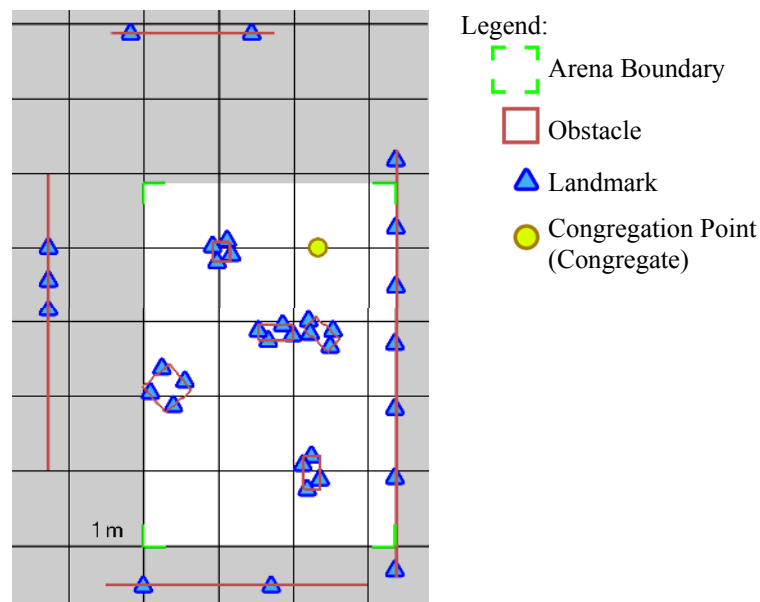 Legend:
Arena Boundary
Obstacle
Landmark
Congregation Point
(Congregate)
1 m